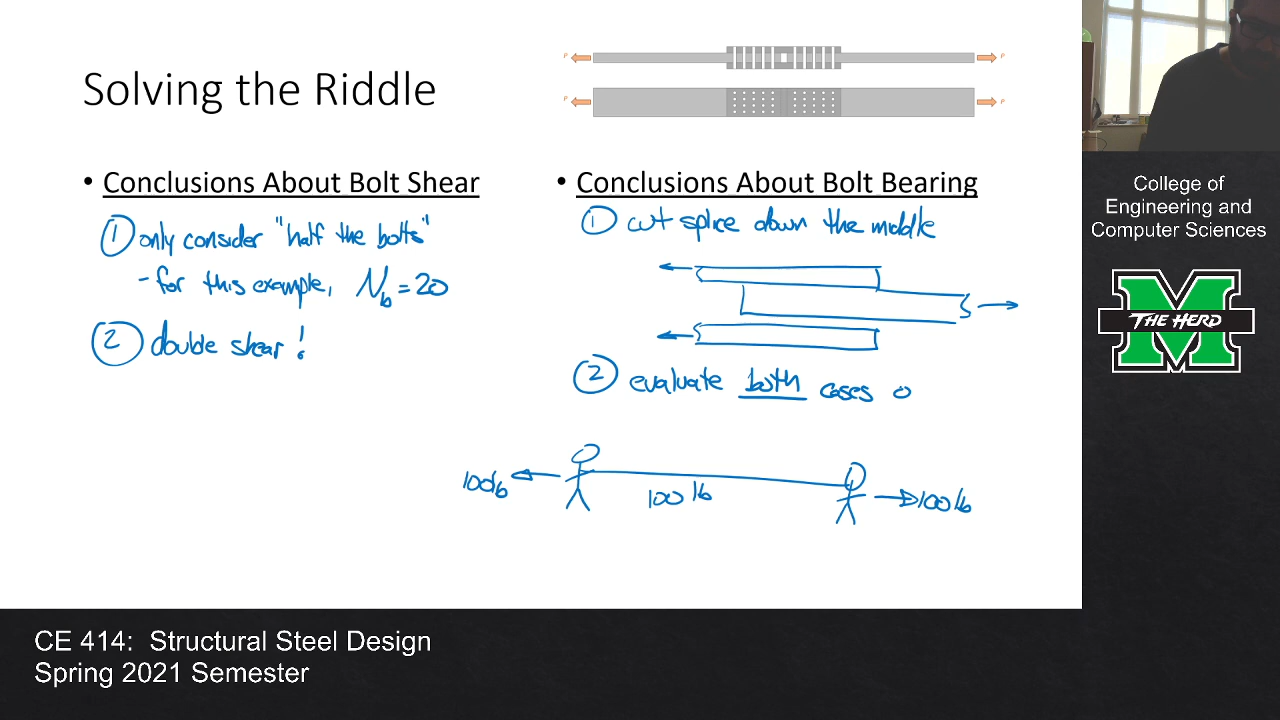 Solving the Riddle
P
P
P
P
• Conclusions About Bolt Shear
① only consider "half the bolts"
- for this example, Nb = 20
② double shear!
• Conclusions About Bolt Bearing
① cut splice down the middle
② evaluate both cases o
100lb
100 lb
100 lb
College of
Engineering and
Computer Sciences
THE HERD
CE 414: Structural Steel Design
Spring 2021 Semester